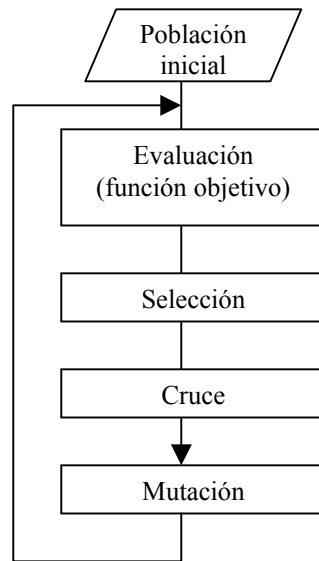 Población
inicial
Evaluación
(función objetivo)
Selección
Cruce
Mutación